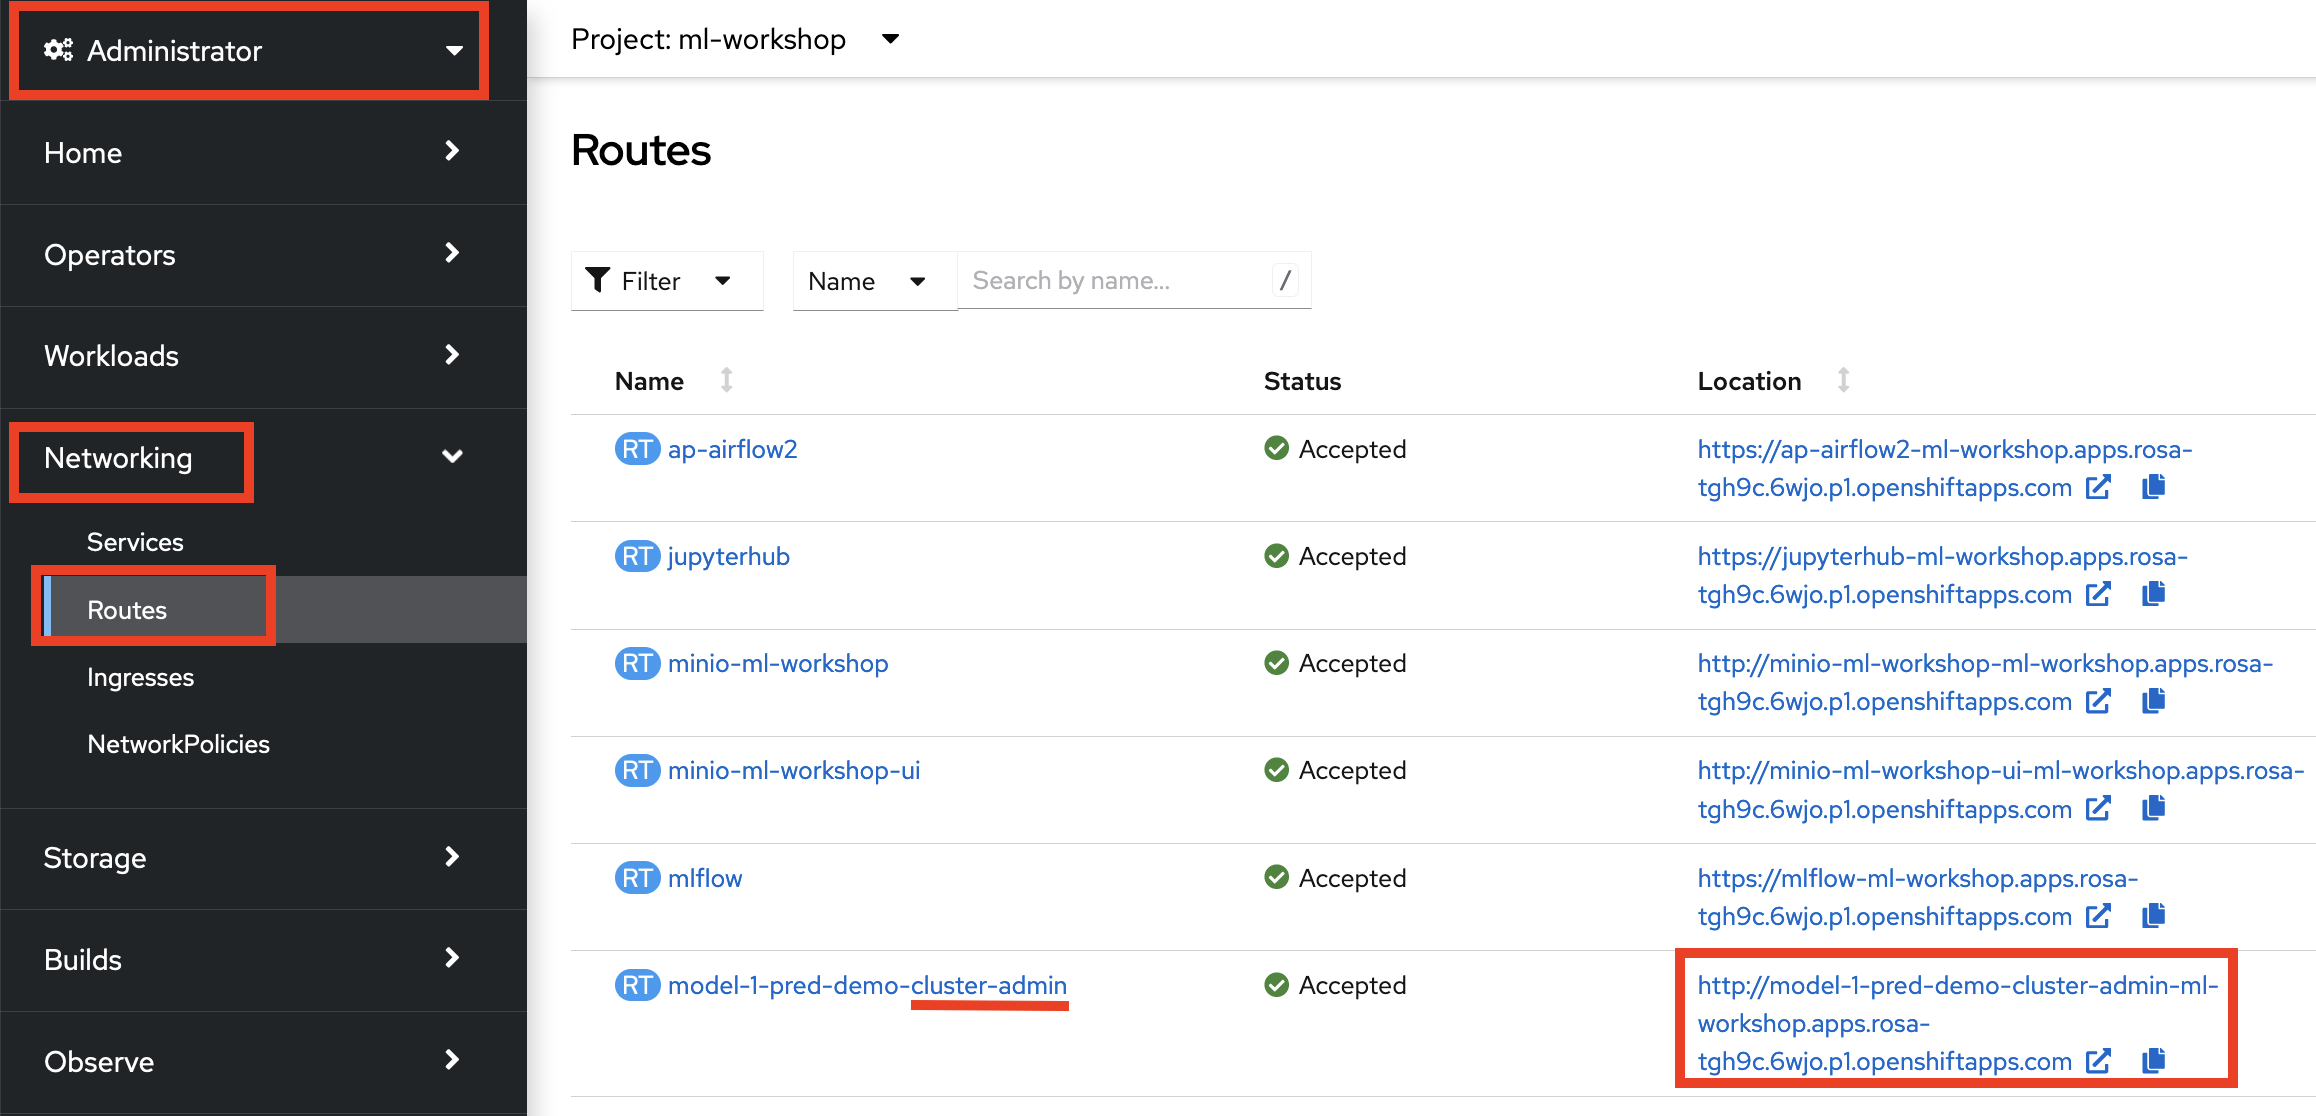 Administrator
Home
Operators
Workloads
Networking
Services
Routes
Ingresses
NetworkPolicies
Storage
Builds
Observe
Project: ml-workshop
Routes
Filter
Name
Search by name...
/
Name
Status
Location
RT ap-airflow2
Accepted
https://ap-airflow2-ml-workshop.apps.rosa-
tgh9c.6wjo.p1.openshiftapps.com
RT jupyterhub
Accepted
https://jupyterhub-ml-workshop.apps.rosa-
tgh9c.6wjo.p1.openshiftapps.com
RT minio-ml-workshop
Accepted
http://minio-ml-workshop-ml-workshop.apps.rosa-
tgh9c.6wjo.p1.openshiftapps.com
RT minio-ml-workshop-ui
Accepted
http://minio-ml-workshop-ui-ml-workshop.apps.rosa-
tgh9c.6wjo.p1.openshiftapps.com
RT mlflow
Accepted
https://mlflow-ml-workshop.apps.rosa-
tgh9c.6wjo.p1.openshiftapps.com
RT model-1-pred-demo-cluster-admin
Accepted
http://model-1-pred-demo-cluster-admin-ml-
workshop.apps.rosa-
tgh9c.6wjo.p1.openshiftapps.com